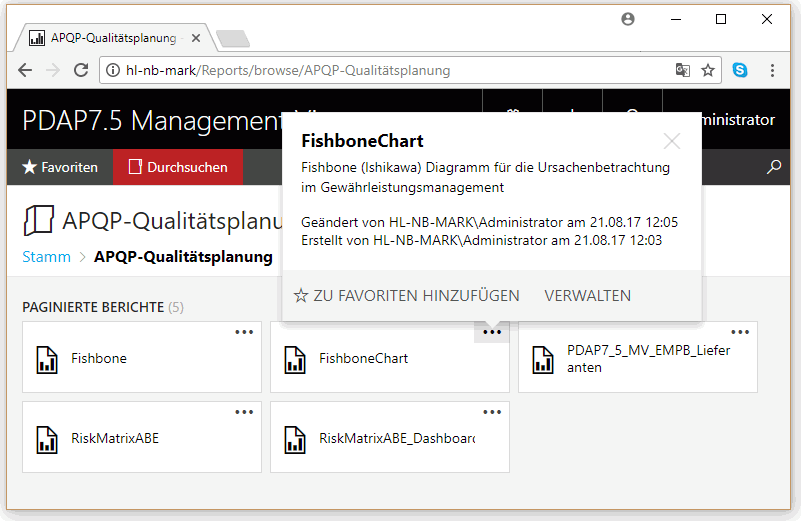 APQP-Qualitätsplanung -
hl-nb-mark/Reports/browse/APQP-Qualitätsplanung
PDAP7.5 Management
ministrator
Favoriten
Durchsuchen
FishboneChart
Fishbone (Ishikawa) Diagramm für die Ursachenbetrachtung
im Gewährleistungsmanagement
Geändert von HL-NB-MARK\Administrator am 21.08.17 12:05
Erstellt von HL-NB-MARK\Administrator am 21.08.17 12:03
ZU FAVORITEN HINZUFÜGEN VERWALTEN
APQP-Qualitätsplanu
Stamm > APQP-Qualitätsplanung
PAGINIERTE BERICHTE (5)
Fishbone
FishboneChart
PDAP7_5_MV_EMPB_Liefer
anten
RiskMatrixABE
RiskMatrixABE_Dashboard